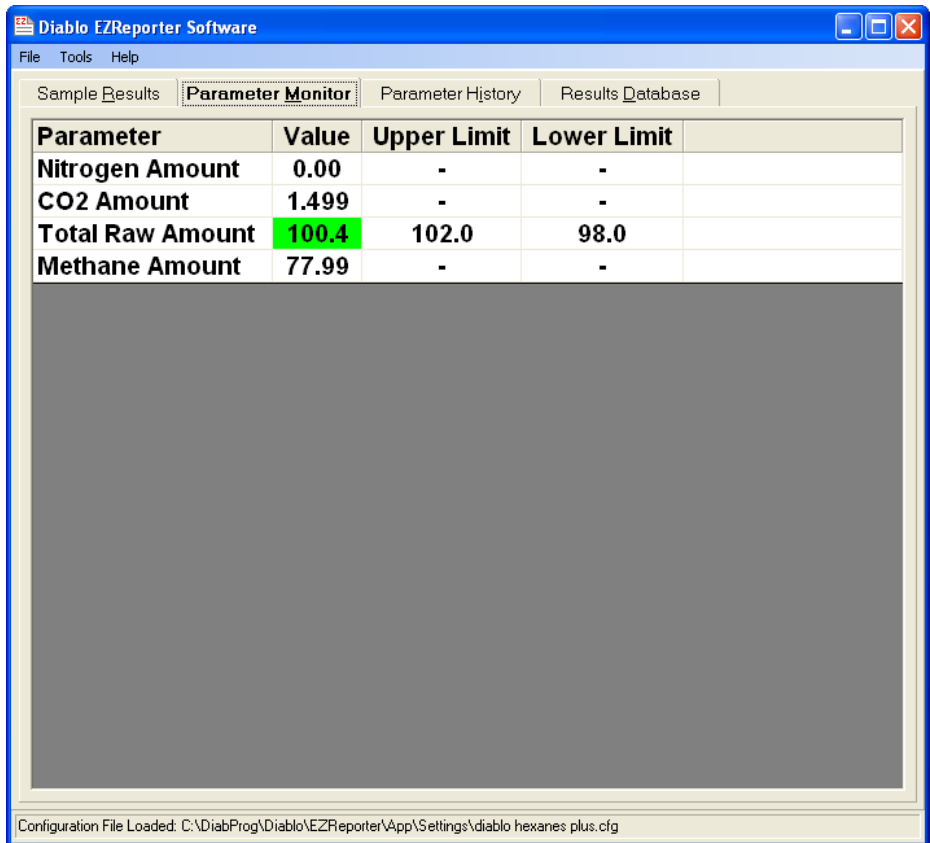 Diablo EZReporter Software
File Tools Help
Sample Results Parameter Monitor Parameter History Results Database
Parameter Value Upper Limit Lower Limit
Nitrogen Amount 0.00 - -
CO2 Amount 1.499 - -
Total Raw Amount 100.4 102.0 98.0
Methane Amount 77.99 - -
Configuration File Loaded: C:\DiabProg\Diablo\EZReporter\App\Settings\diablo hexanes plus.cfg